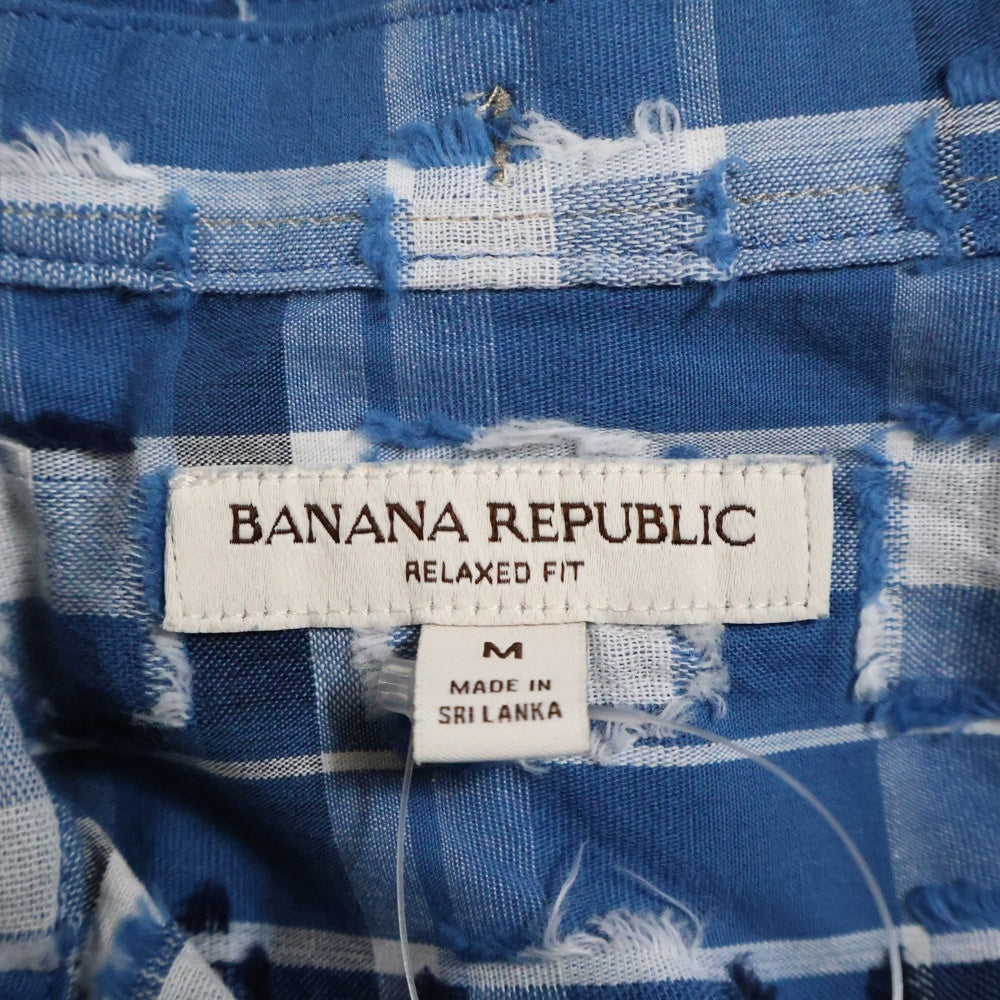 BANANA REPUBLIC
RELAXED FIT
M
MADE IN
SRI LANKA